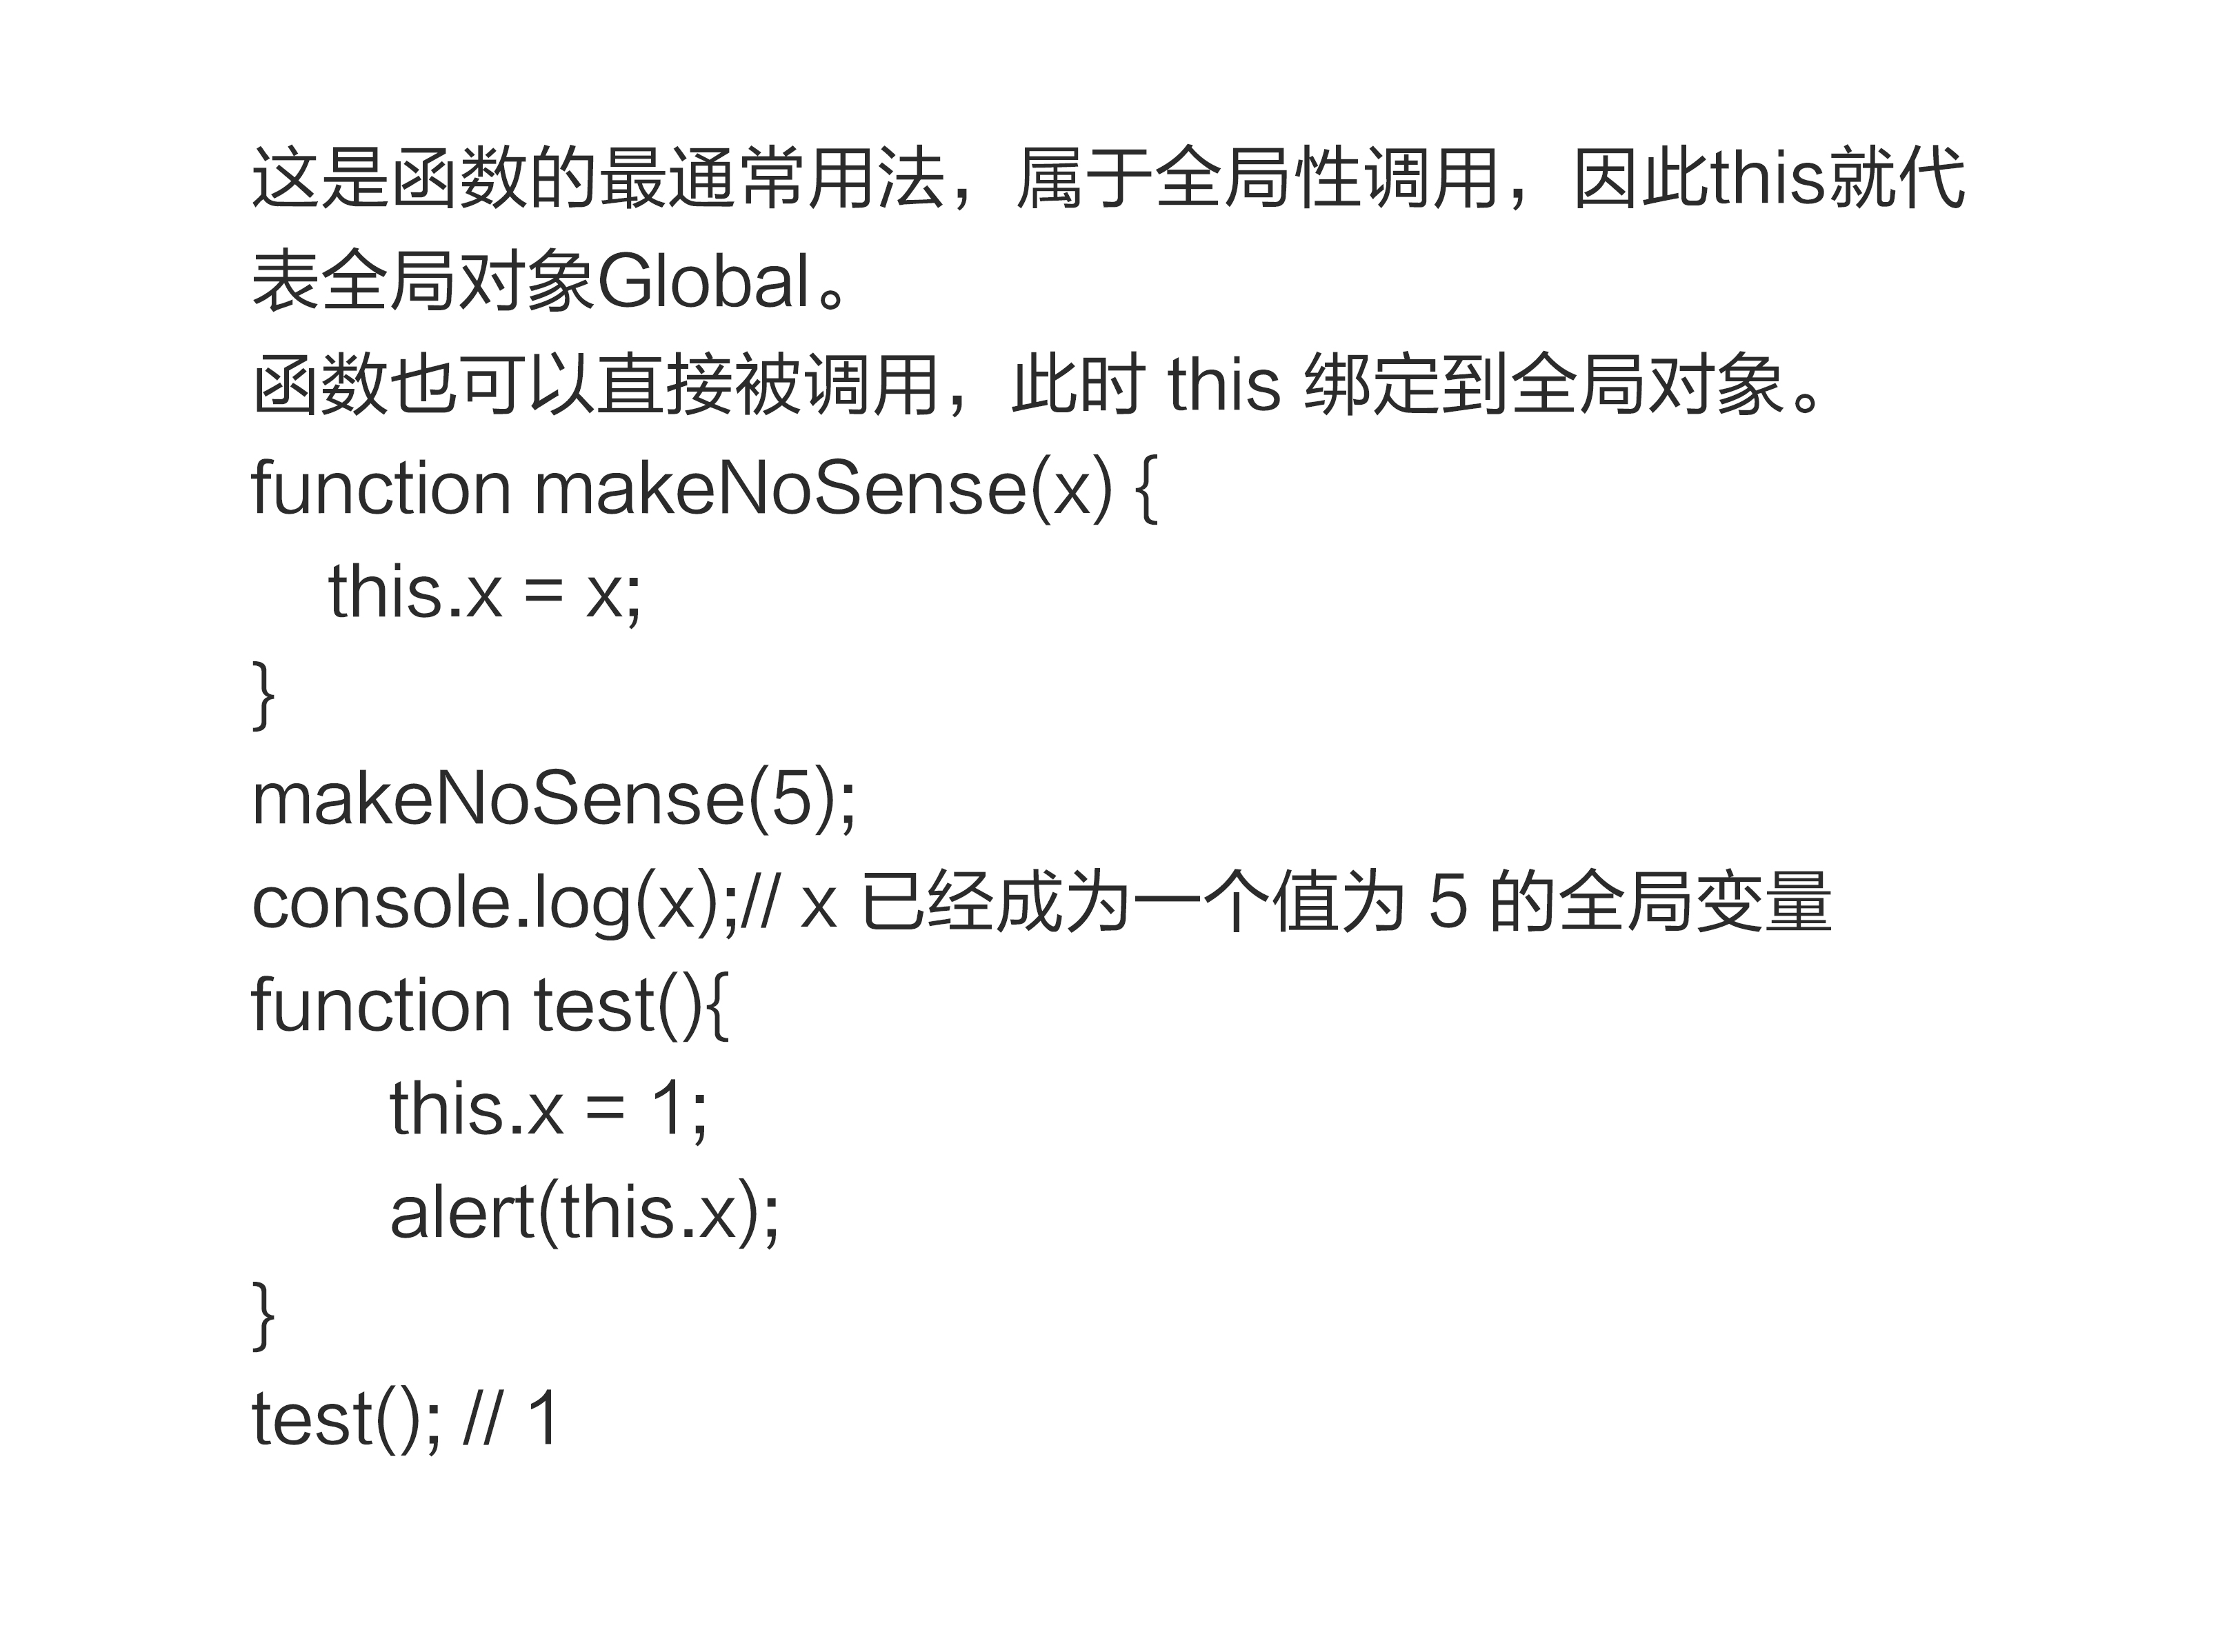 这是函数的最通常用法，属于全局性调用，因此this就代
表全局对象Global。
函数也可以直接被调用，此时 this 绑定到全局对象。
function makeNoSense(x) {
    this.x = x;
}
makeNoSense(5);
console.log(x);// x 已经成为一个值为 5 的全局变量
function test(){
       this.x = 1;
       alert(this.x);
}
test(); // 1